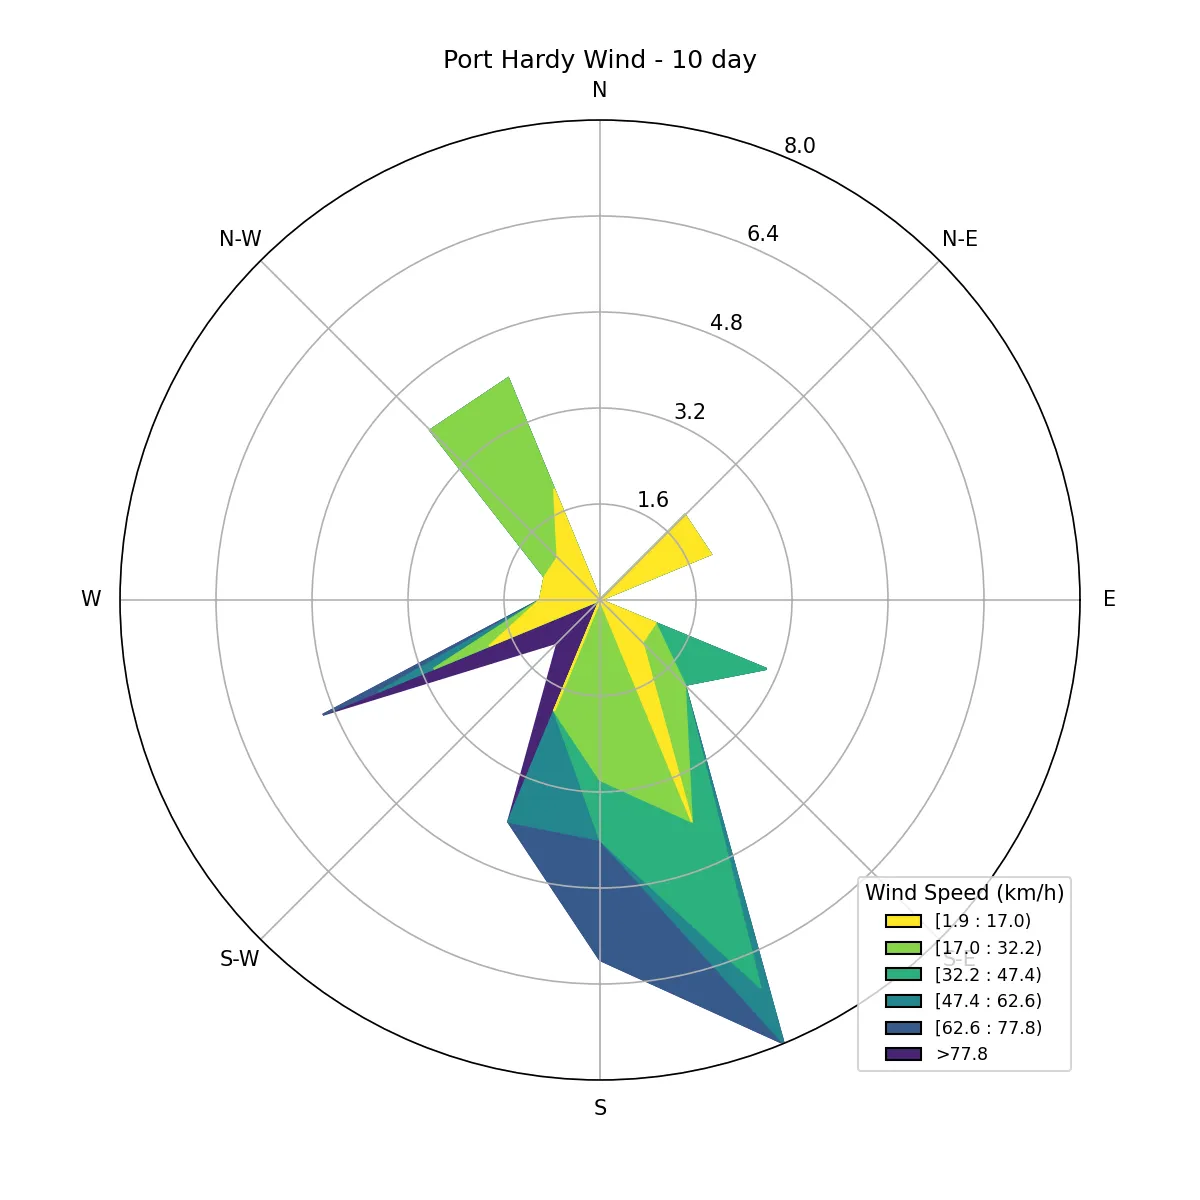 Port Hardy Wind - 10 day
N
8.0
N-W
6.4
N-E
4.8
3.2
1.6
W
E
Wind Speed (km/h)
[1.9 : 17.0)
[17.0 : 32.2)
S-W
S-E
[32.2 : 47.4)
[47.4 : 62.6)
[62.6 : 77.8)
>77.8
S